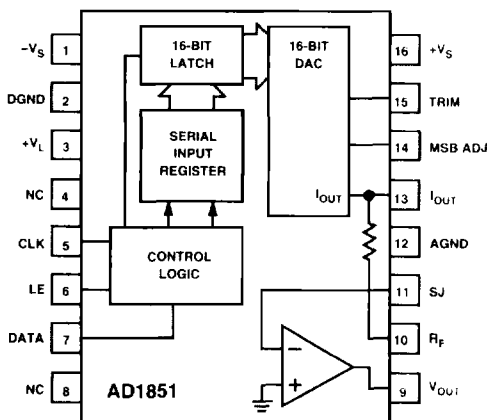 −VS 1
DGND 2
+VL 3
NC 4
CLK 5
LE 6
DATA 7
NC 8
16-BIT
LATCH
16-BIT
DAC
SERIAL
INPUT
REGISTER
CONTROL
LOGIC
IOUT
−
+
AD1851
16 +VS
15 TRIM
14 MSB ADJ
13 IOUT
12 AGND
11 SJ
10 RF
9 VOUT